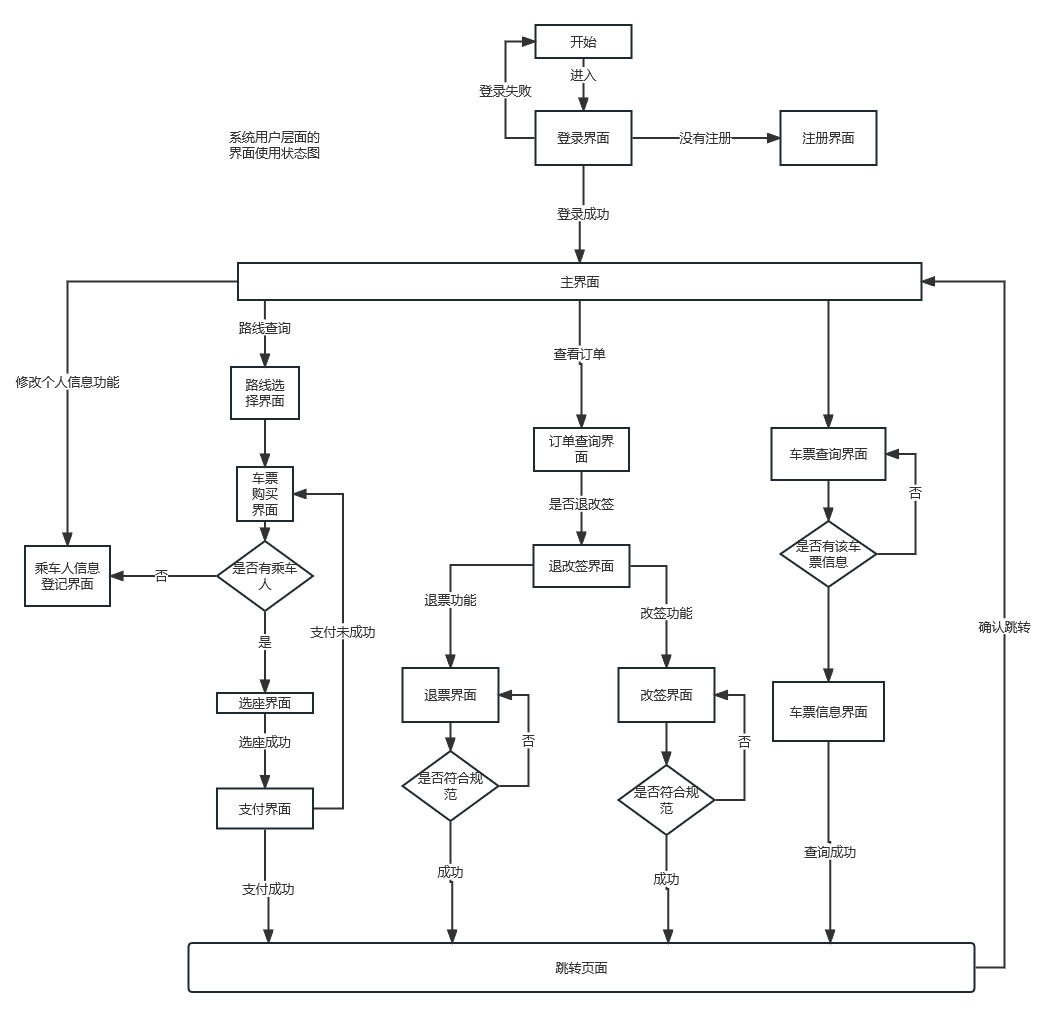 开始
进入
登录失败
系统用户层面的
界面使用状态图
登录界面
没有注册
注册界面
登录成功
主界面
路线查询
查看订单
修改个人信息功能
路线选
择界面
订单查询界
面
车票查询界面
车票
购买
界面
否
是否退改签
乘车人信息
登记界面
否
是否有乘车
人
退改签界面
是否有该车
票信息
退票功能
改签功能
支付未成功
确认跳转
是
选座界面
退票界面
改签界面
车票信息界面
选座成功
否
否
是否符合规
范
是否符合规
范
支付界面
支付成功
成功
成功
查询成功
跳转页面